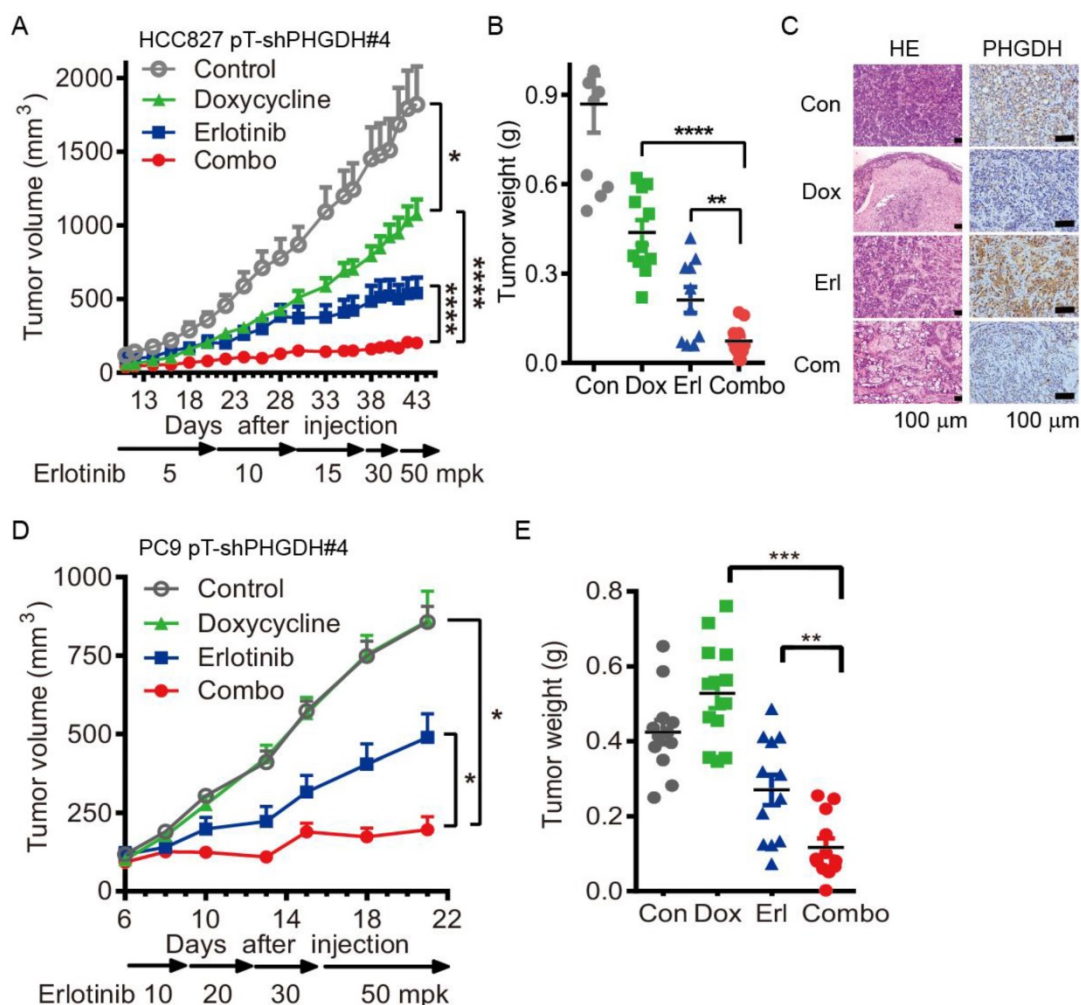 A
HCC827 pT-shPHGDH#4
Control
Doxycycline
Erlotinib
Combo
Tumor volume (mm³)
2000
1500
1000
500
0
*
****
****
13 18 23 28 33 38 43
Days after injection
Erlotinib 5 10 15 30 50 mpk
B
Tumor weight (g)
0.9
0.6
0.3
0.0
****
**
Con Dox Erl Combo
C
HE PHGDH
Con
Dox
Erl
Com
100 μm 100 μm
D
PC9 pT-shPHGDH#4
Control
Doxycycline
Erlotinib
Combo
Tumor volume (mm³)
1000
750
500
250
0
*
*
6 10 14 18 22
Days after injection
Erlotinib 10 20 30 50 mpk
E
Tumor weight (g)
0.8
0.6
0.4
0.2
0.0
***
**
Con Dox Erl Combo